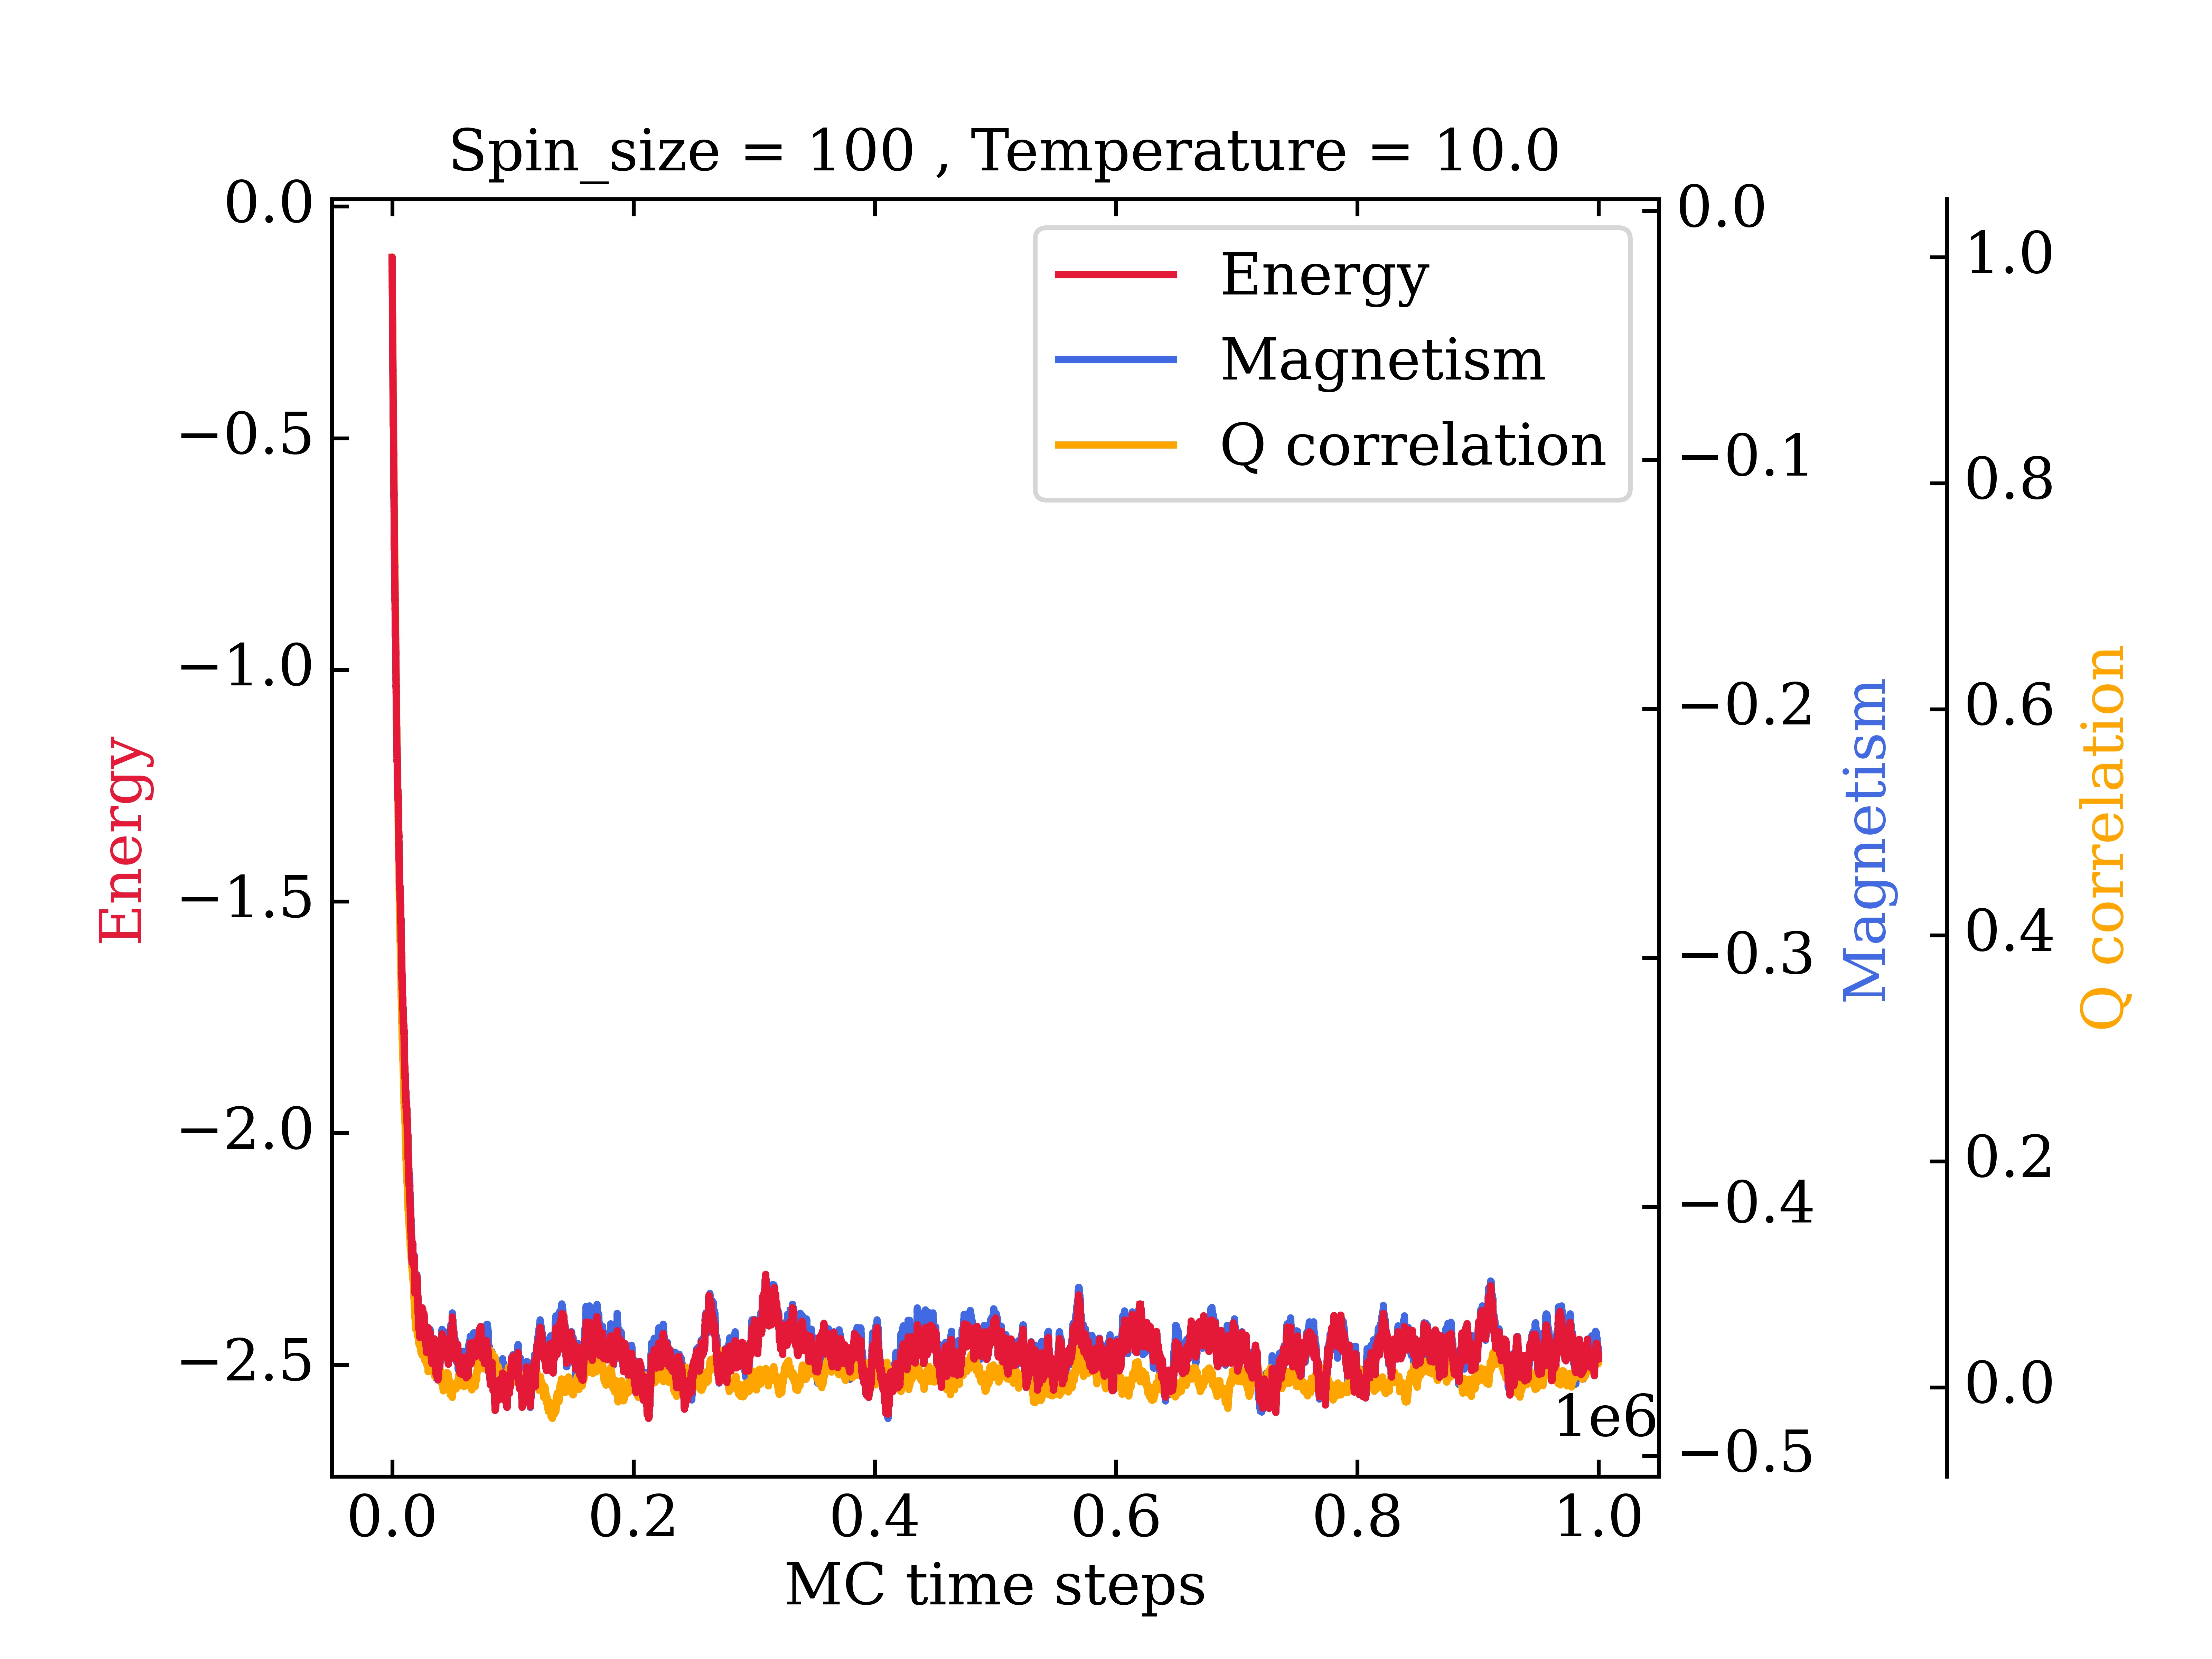 Spin_size = 100 , Temperature = 10.0
Energy
0.0
−0.5
−1.0
−1.5
−2.0
−2.5
Energy
Magnetism
Q correlation
0.0
−0.1
−0.2
−0.3
−0.4
−0.5
Magnetism
1.0
0.8
0.6
0.4
0.2
0.0
Q correlation
1e6
0.0 0.2 0.4 0.6 0.8 1.0
MC time steps